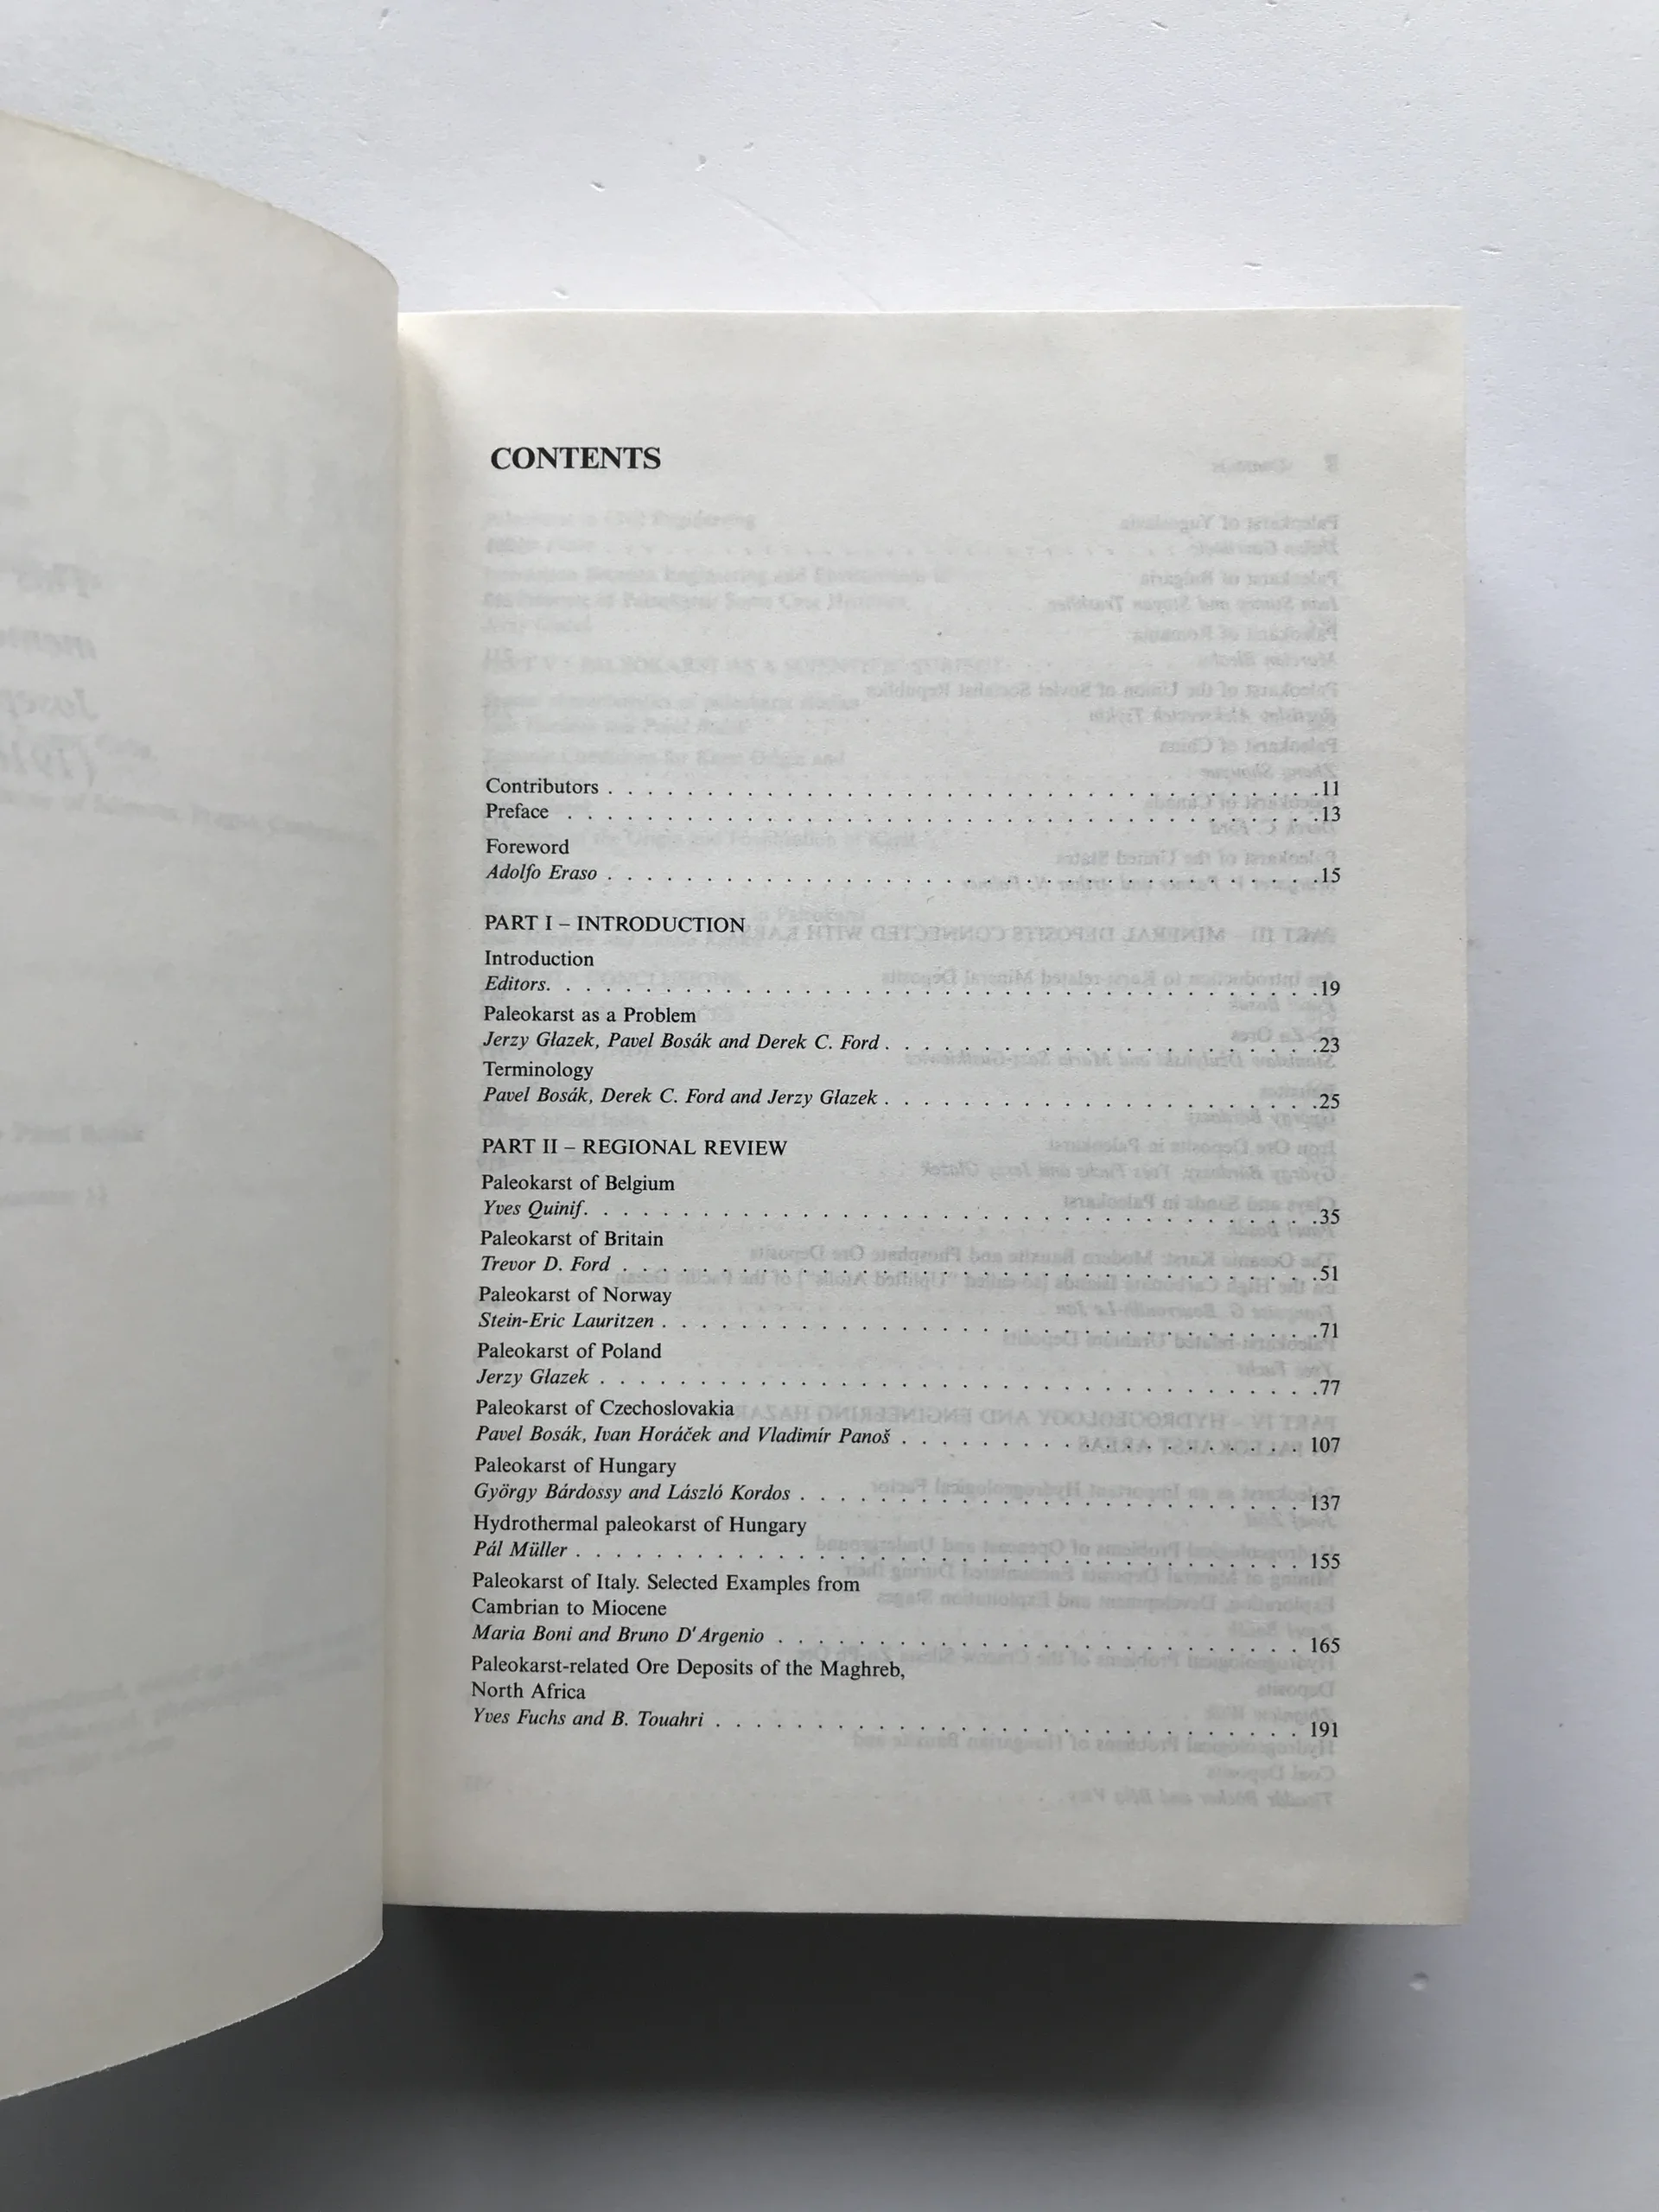 CONTENTS
Contributors . . . . . . . . . . . . . . . . . . . . . . . . . . . . . . 11
Preface . . . . . . . . . . . . . . . . . . . . . . . . . . . . . . 13
Foreword
Adolfo Eraso . . . . . . . . . . . . . . . . . . . . . . . . . . . . . . 15
PART I – INTRODUCTION
Introduction
Editors. . . . . . . . . . . . . . . . . . . . . . . . . . . . . . 19
Paleokarst as a Problem
Jerzy Głazek, Pavel Bosák and Derek C. Ford . . . . . . . . . . . . . . . . . . 23
Terminology
Pavel Bosák, Derek C. Ford and Jerzy Głazek . . . . . . . . . . . . . . . . . . 25
PART II – REGIONAL REVIEW
Paleokarst of Belgium
Yves Quinif. . . . . . . . . . . . . . . . . . . . . . . . . . . . . . 35
Paleokarst of Britain
Trevor D. Ford . . . . . . . . . . . . . . . . . . . . . . . . . . . . . 51
Paleokarst of Norway
Stein-Eric Lauritzen . . . . . . . . . . . . . . . . . . . . . . . . . . . 71
Paleokarst of Poland
Jerzy Głazek . . . . . . . . . . . . . . . . . . . . . . . . . . . . . . 77
Paleokarst of Czechoslovakia
Pavel Bosák, Ivan Horáček and Vladimír Panoš . . . . . . . . . . . . . . . . . 107
Paleokarst of Hungary
György Bárdossy and László Kordos . . . . . . . . . . . . . . . . . . . . . 137
Hydrothermal paleokarst of Hungary
Pál Müller . . . . . . . . . . . . . . . . . . . . . . . . . . . . . . 155
Paleokarst of Italy. Selected Examples from
Cambrian to Miocene
Maria Boni and Bruno D'Argenio . . . . . . . . . . . . . . . . . . . . . . 165
Paleokarst-related Ore Deposits of the Maghreb,
North Africa
Yves Fuchs and B. Touahri . . . . . . . . . . . . . . . . . . . . . . . . 191